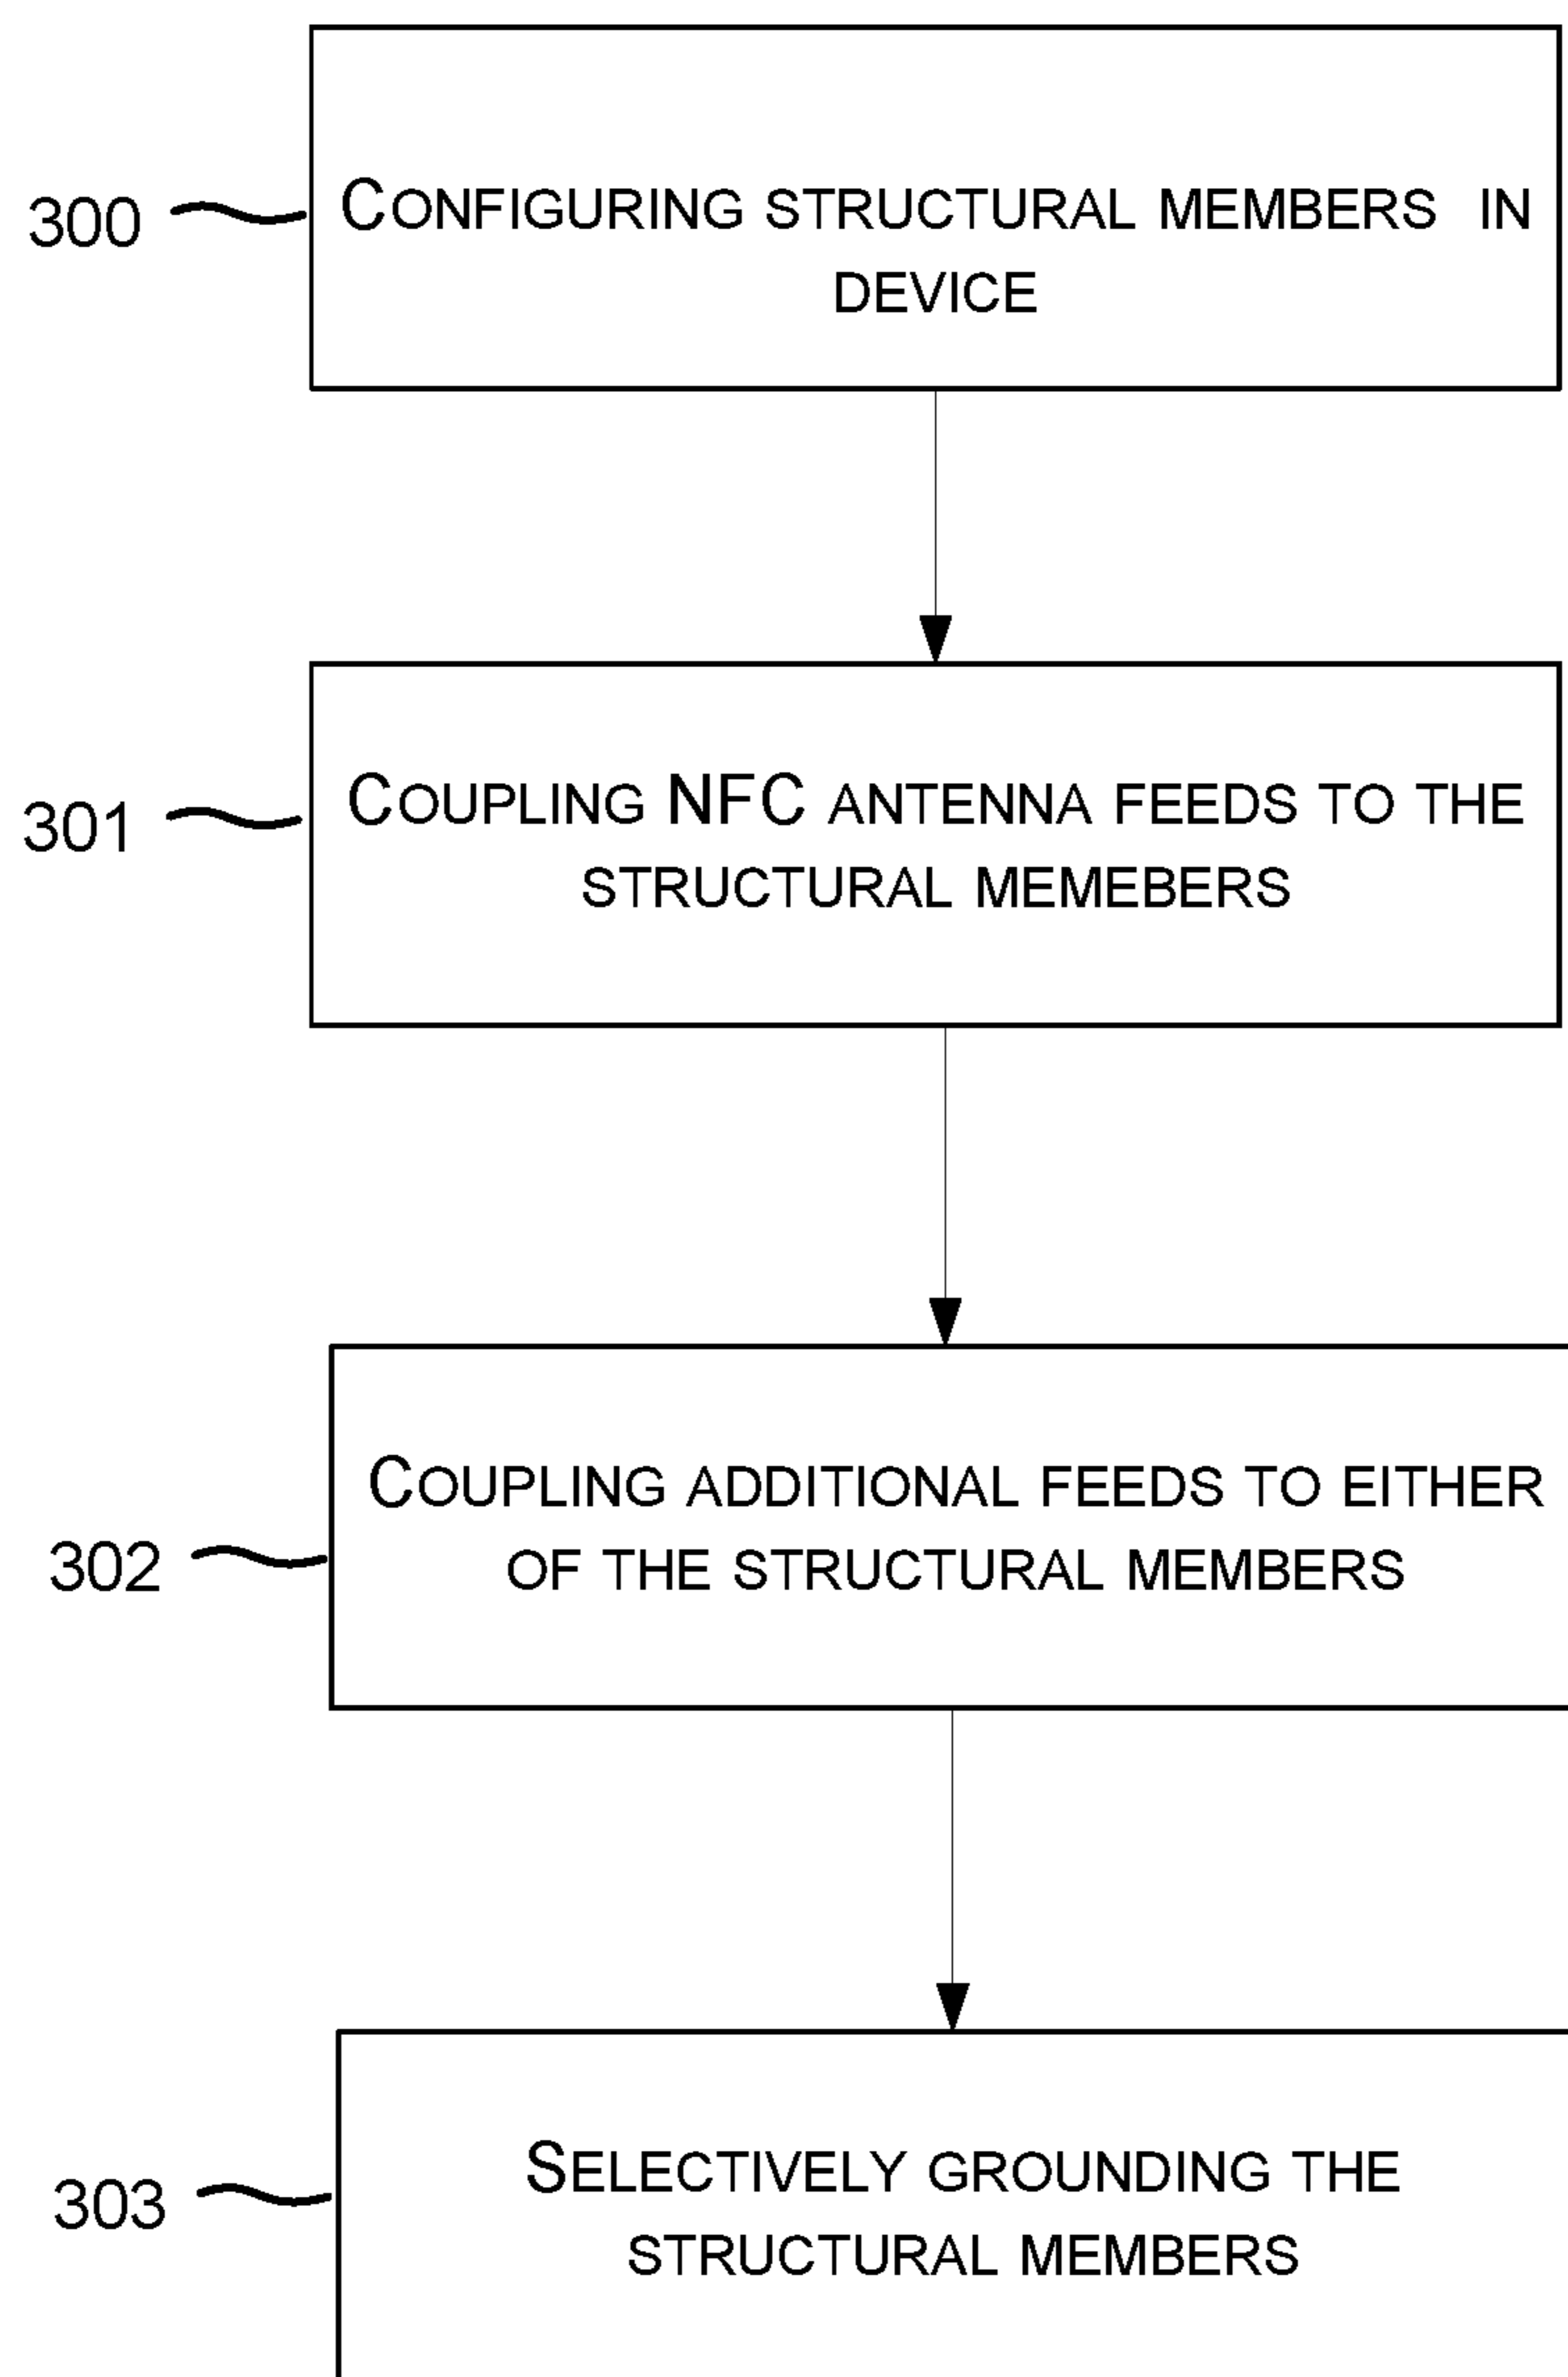 300
CONFIGURING STRUCTURAL MEMBERS IN
DEVICE
301
COUPLING NFC ANTENNA FEEDS TO THE
STRUCTURAL MEMEBERS
COUPLING ADDITIONAL FEEDS TO EITHER
302
OF THE STRUCTURAL MEMBERS
SELECTIVELY GROUNDING THE
303
STRUCTURAL MEMBERS